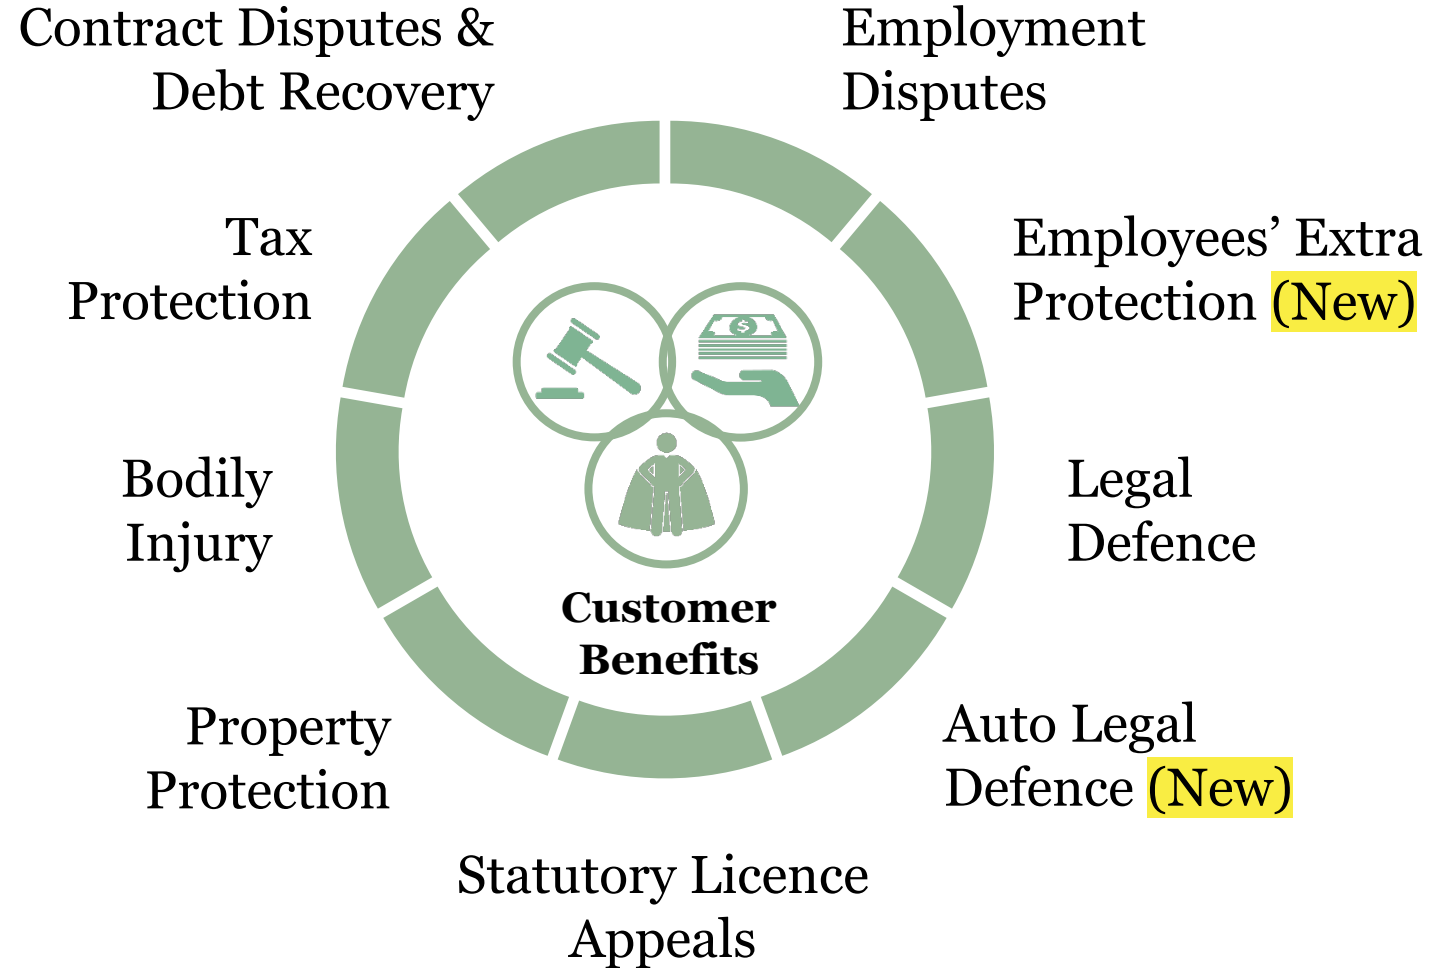 Contract Disputes &
Debt Recovery
Employment
Disputes
Employees’ Extra
Protection (New)
Legal
Defence
Auto Legal
Defence (New)
Statutory Licence
Appeals
Property
Protection
Bodily
Injury
Tax
Protection
$
Customer
Benefits